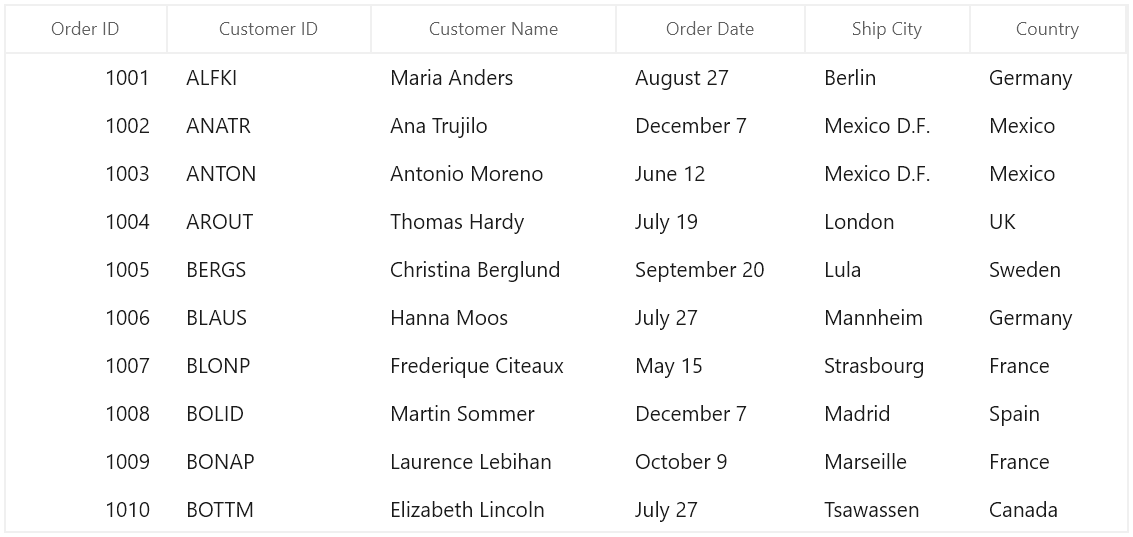 Order ID Customer ID Customer Name Order Date Ship City Country
1001 ALFKI Maria Anders August 27 Berlin Germany
1002 ANATR Ana Trujilo December 7 Mexico D.F. Mexico
1003 ANTON Antonio Moreno June 12 Mexico D.F. Mexico
1004 AROUT Thomas Hardy July 19 London UK
1005 BERGS Christina Berglund September 20 Lula Sweden
1006 BLAUS Hanna Moos July 27 Mannheim Germany
1007 BLONP Frederique Citeaux May 15 Strasbourg France
1008 BOLID Martin Sommer December 7 Madrid Spain
1009 BONAP Laurence Lebihan October 9 Marseille France
1010 BOTTM Elizabeth Lincoln July 27 Tsawassen Canada